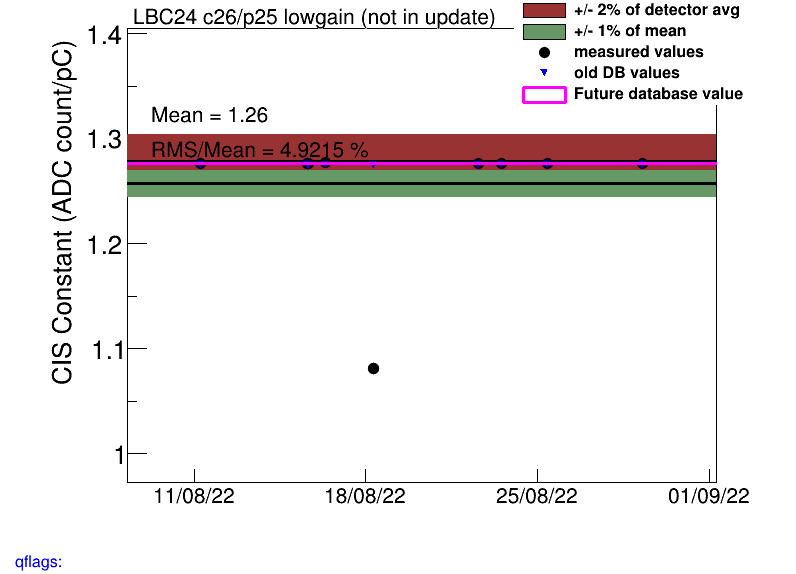 LBC24 c26/p25 lowgain (not in update)
+/- 2% of detector avg
+/- 1% of mean
measured values
old DB values
Future database value
CIS Constant (ADC count/pC)
1.4
1.3
1.2
1.1
1
Mean = 1.26
RMS/Mean = 4.9215 %
11/08/22
18/08/22
25/08/22
01/09/22
qflags: